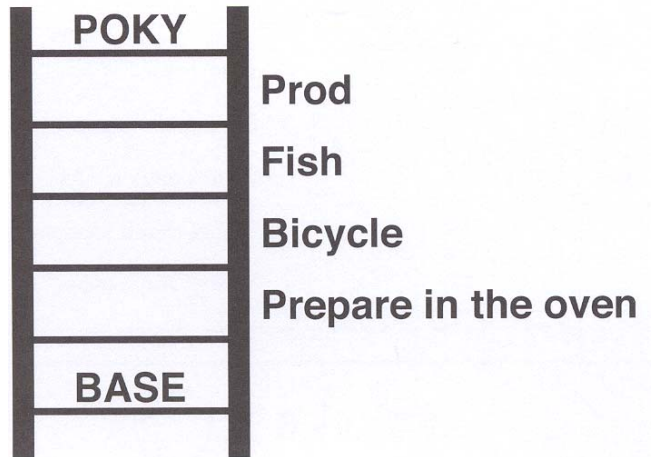 POKY
Prod
Fish
Bicycle
Prepare in the oven
BASE